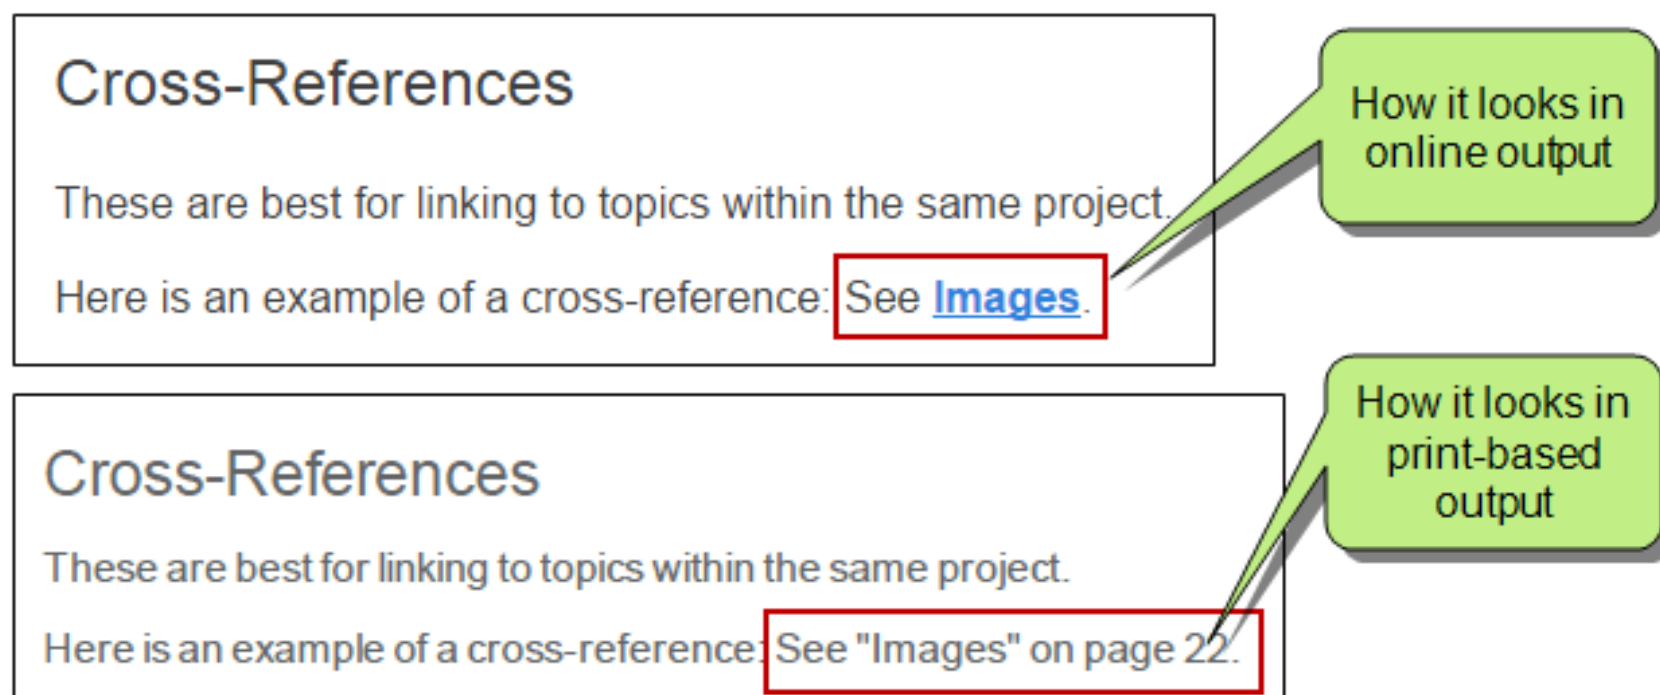 Cross-References
These are best for linking to topics within the same project.
Here is an example of a cross-reference: See Images.
How it looks in
online output
Cross-References
These are best for linking to topics within the same project.
Here is an example of a cross-reference: See "Images" on page 22.
How it looks in
print-based
output